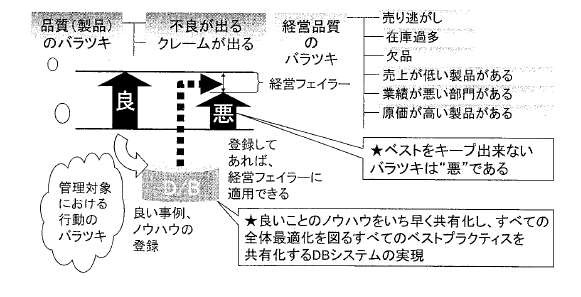 品質(製品)
のバラツキ
不良が出る
クレームが出る
経営品質
の
バラツキ
売り逃がし
在庫過多
欠品
売上が低い製品がある
業績が悪い部門がある
原価が高い製品がある
経営フェイラー
良
悪
★ベストをキープ出来ない
バラツキは“悪”である
登録して
あれば、
経営フェイラーに
適用できる
管理対象
における
行動の
バラツキ
D/B
良い事例、
ノウハウの
登録
★良いことのノウハウをいち早く共有化し、すべての
全体最適化を図るすべてのベストプラクティスを
共有化するDBシステムの実現